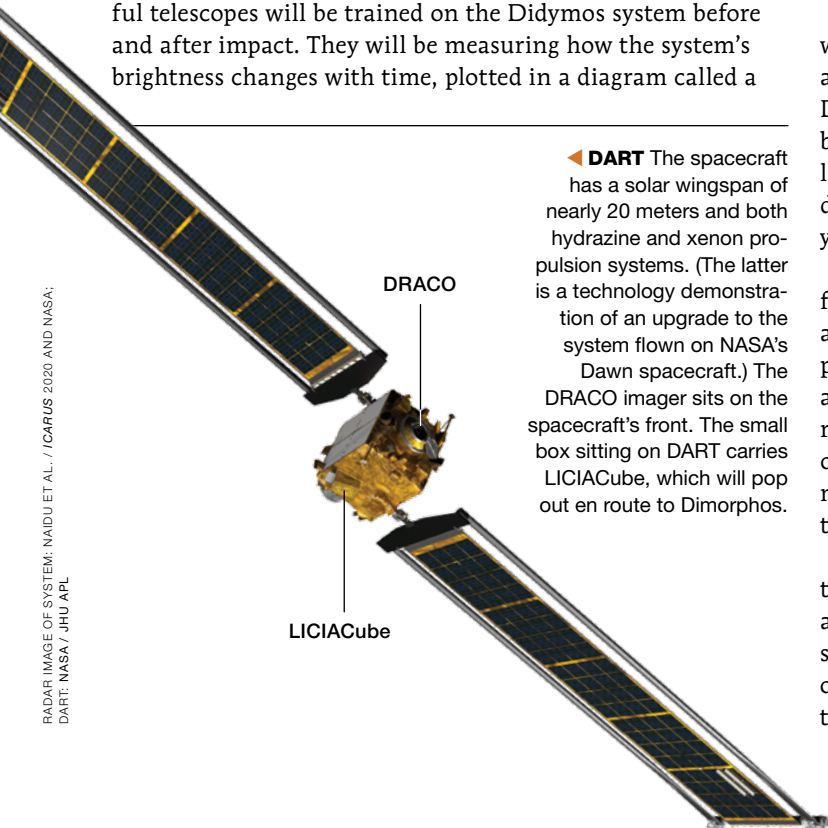 ful telescopes will be trained on the Didymos system before
and after impact. They will be measuring how the system’s
brightness changes with time, plotted in a diagram called a
◀ DART The spacecraft
has a solar wingspan of
nearly 20 meters and both
hydrazine and xenon pro-
pulsion systems. (The latter
is a technology demonstra-
tion of an upgrade to the
system flown on NASA’s
Dawn spacecraft.) The
DRACO imager sits on the
spacecraft’s front. The small
box sitting on DART carries
LICIACube, which will pop
out en route to Dimorphos.
DRACO
LICIACube
RADAR IMAGE OF SYSTEM: NAIDU ET AL. / ICARUS 2020 AND NASA;
DART: NASA / JHU APL